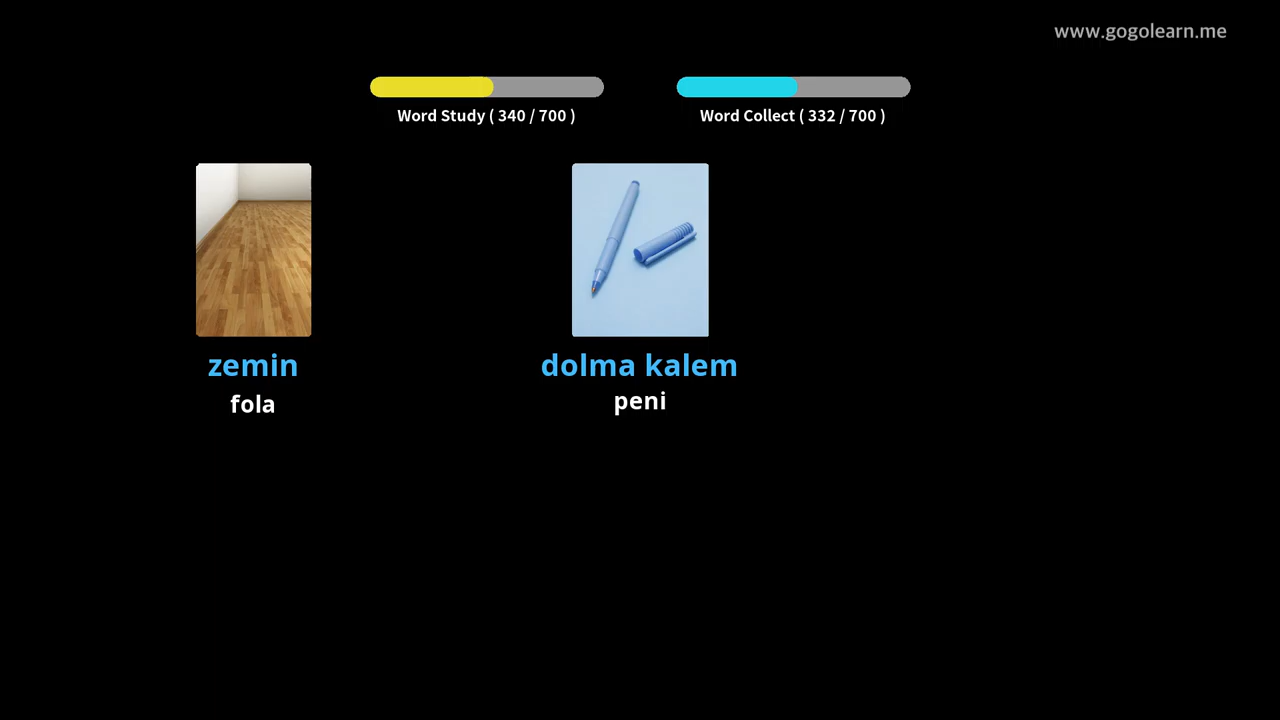 www.gogolearn.me
Word Study ( 340 / 700 )
Word Collect ( 332 / 700 )
zemin
fola
dolma kalem
peni